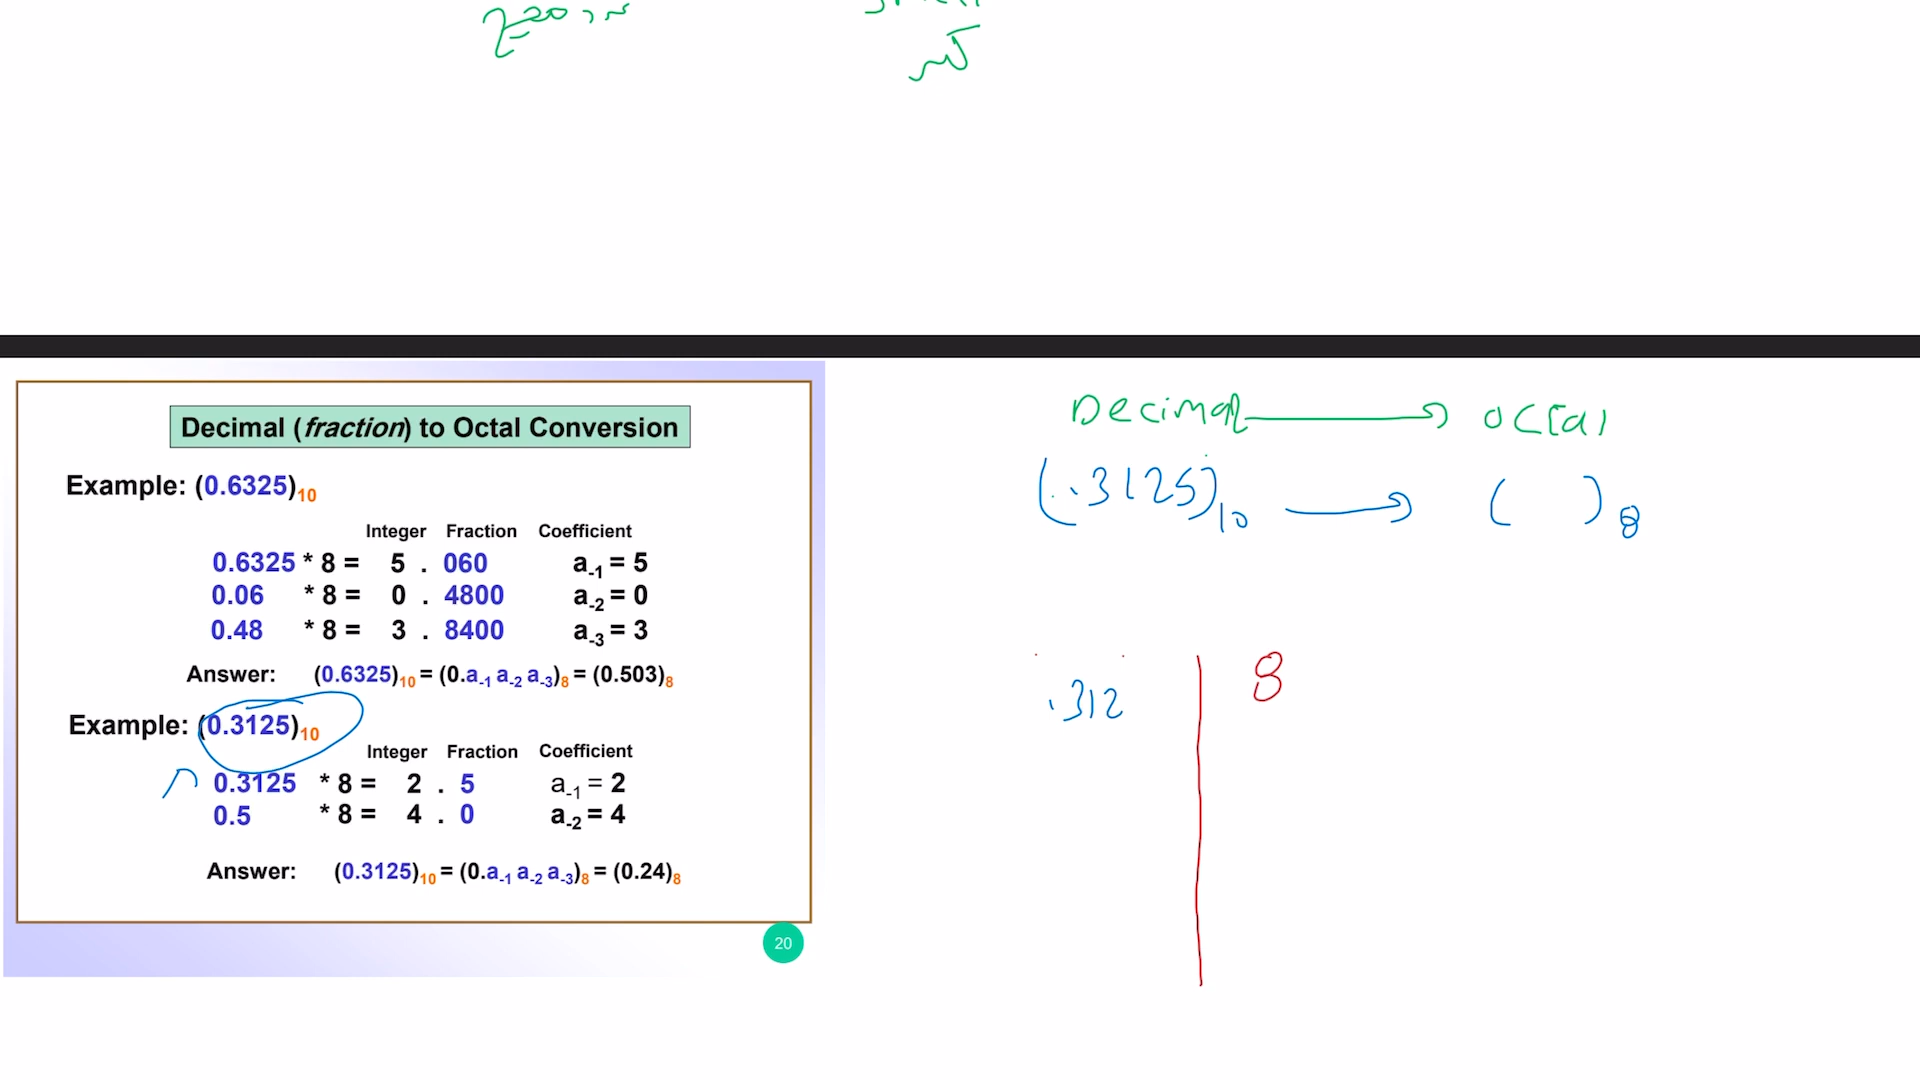 Decimal (fraction) to Octal Conversion
Example: (0.6325)10
Integer Fraction Coefficient
0.6325 * 8 = 5 . 060 a-1 = 5
0.06 * 8 = 0 . 4800 a-2 = 0
0.48 * 8 = 3 . 8400 a-3 = 3
Answer: (0.6325)10 = (0.a-1 a-2 a-3)8 = (0.503)8
Example: (0.3125)10
Integer Fraction Coefficient
0.3125 * 8 = 2 . 5 a-1 = 2
0.5 * 8 = 4 . 0 a-2 = 4
Answer: (0.3125)10 = (0.a-1 a-2 a-3)8 = (0.24)8
20
Decimal → octal
(.3125)10 → ( )8
.312 | 8